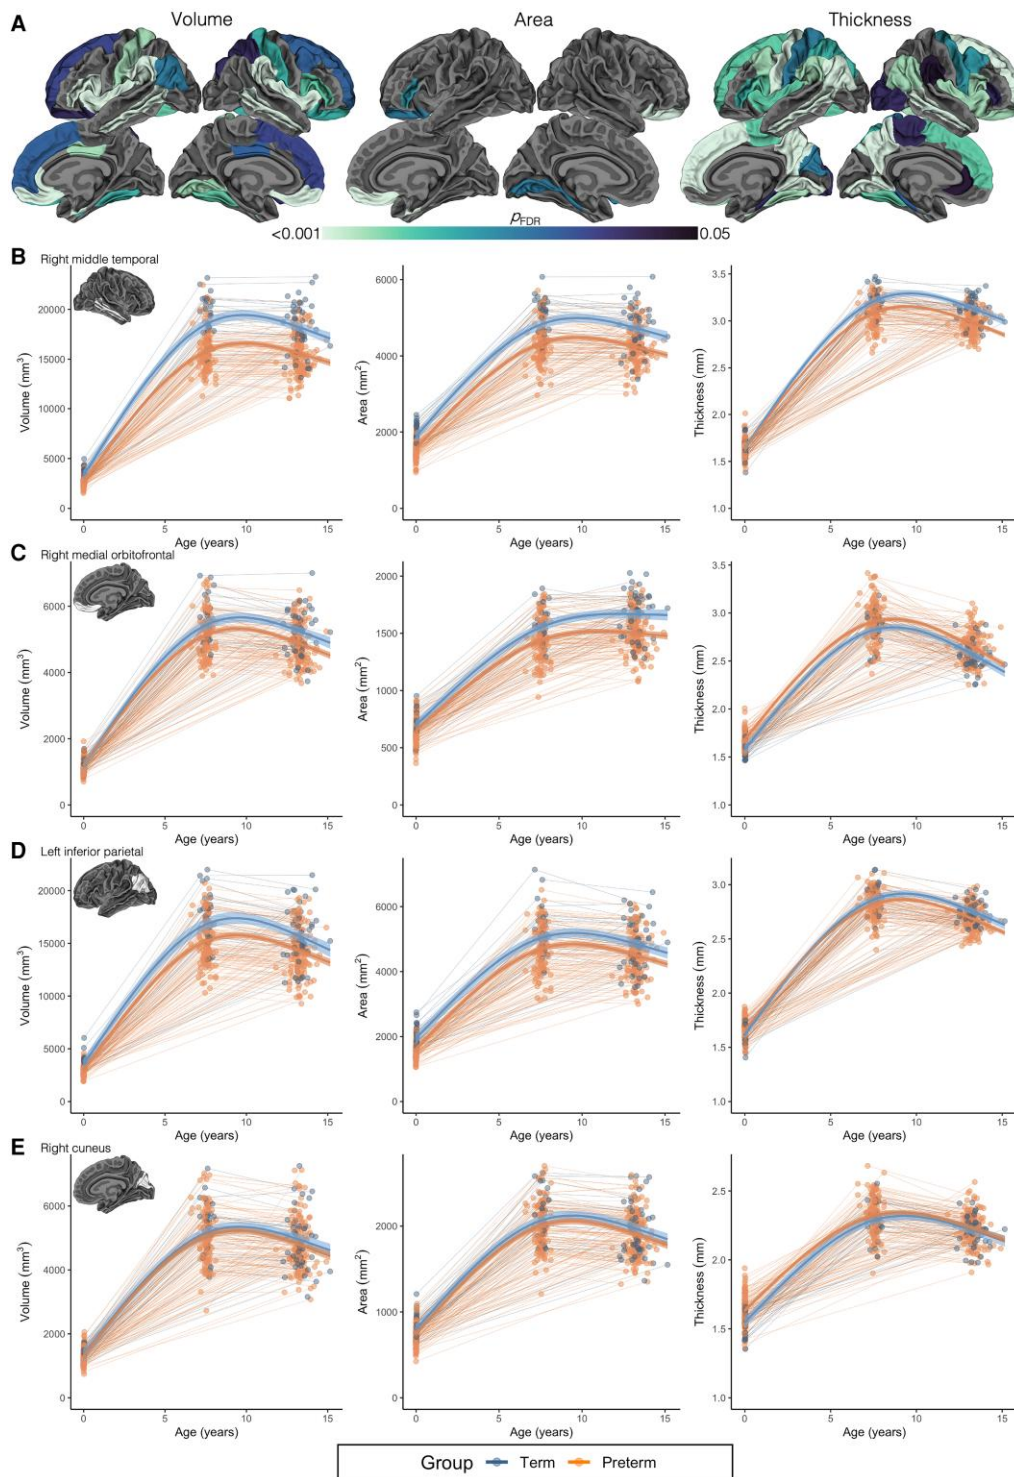 A
Volume
Area
Thickness
pFDR
<0.001
0.05
B
Right middle temporal
Volume (mm³)
20000
15000
10000
5000
0
0 5 10 15
Age (years)
Area (mm²)
6000
4000
2000
0
0 5 10 15
Age (years)
Thickness (mm)
3.5
3.0
2.5
2.0
1.5
1.0
0 5 10 15
Age (years)
C
Right medial orbitofrontal
Volume (mm³)
6000
4000
2000
0
0 5 10 15
Age (years)
Area (mm²)
2000
1500
1000
500
0
0 5 10 15
Age (years)
Thickness (mm)
3.5
3.0
2.5
2.0
1.5
1.0
0 5 10 15
Age (years)
D
Left inferior parietal
Volume (mm³)
20000
15000
10000
5000
0
0 5 10 15
Age (years)
Area (mm²)
6000
4000
2000
0
0 5 10 15
Age (years)
Thickness (mm)
3.0
2.5
2.0
1.5
1.0
0 5 10 15
Age (years)
E
Right cuneus
Volume (mm³)
6000
4000
2000
0
0 5 10 15
Age (years)
Area (mm²)
2000
1000
0
0 5 10 15
Age (years)
Thickness (mm)
2.5
2.0
1.5
1.0
0 5 10 15
Age (years)
Group Term Preterm